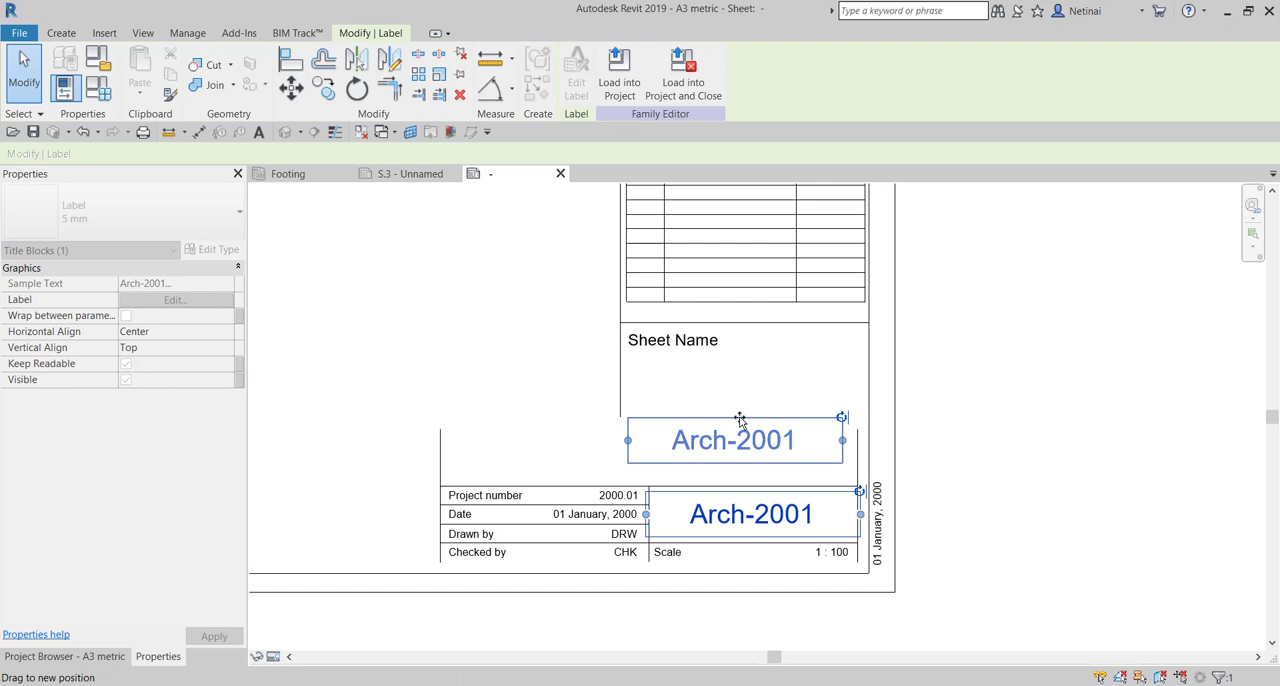 Autodesk Revit 2019 - A3 metric - Sheet: -
Type a keyword or phrase
Netinai
File Create Insert View Manage Add-Ins BIM Track™ Modify | Label
Modify
Paste
Cut
Join
Edit Label
Load into Project
Load into Project and Close
Select Properties Clipboard Geometry Modify Measure Create Label Family Editor
Modify | Label
Properties
Footing
S.3 - Unnamed
-
Label
5 mm
Title Blocks (1)
Edit Type
Graphics
Sample Text Arch-2001...
Label Edit...
Wrap between parame...
Horizontal Align Center
Vertical Align Top
Keep Readable
Visible
Sheet Name
Arch-2001
Project number 2000.01
Date 01 January, 2000
Drawn by DRW
Checked by CHK
Arch-2001
Scale 1 : 100
01 January, 2000
Properties help
Apply
Project Browser - A3 metric Properties
Drag to new position
:1